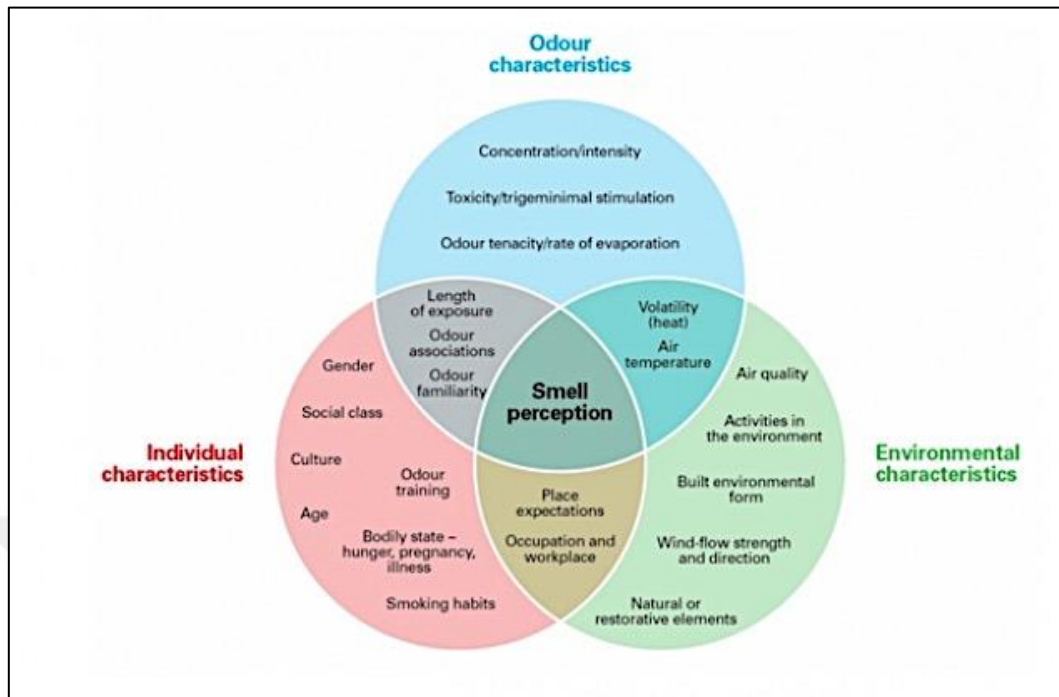 Odour
characteristics
Concentration/intensity
Toxicity/trigeminimal stimulation
Odour tenacity/rate of evaporation
Length
of exposure
Odour
associations
Odour
familiarity
Volatility
(heat)
Air
temperature
Smell
perception
Individual
characteristics
Gender
Social class
Culture
Age
Odour
training
Bodily state –
hunger, pregnancy,
illness
Smoking habits
Place
expectations
Occupation and
workplace
Environmental
characteristics
Air quality
Activities in
the environment
Built environmental
form
Wind-flow strength
and direction
Natural or
restorative elements